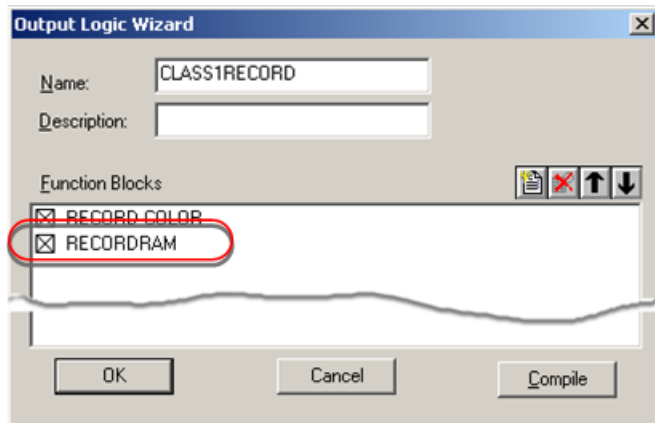 Output Logic Wizard
Name: CLASS1RECORD
Description:
Function Blocks
RECORD COLOR
RECORDRAM
OK Cancel Compile